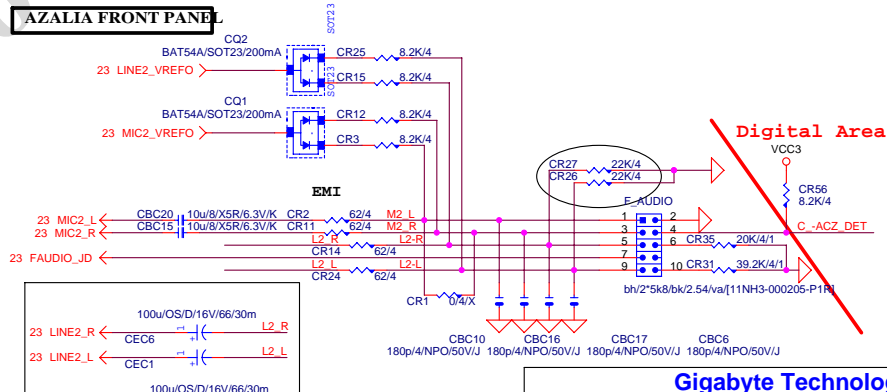 AZALIA FRONT PANEL
SOT23
CQ2
BAT54A/SOT23/200mA
CR25 8.2K/4
23 LINE2_VREFO
CR15 8.2K/4
SOT23
CQ1
BAT54A/SOT23/200mA
CR12 8.2K/4
23 MIC2_VREFO
CR3 8.2K/4
Digital Area
VCC3
CR27 22K/4
CR26 22K/4
CR56
8.2K/4
EMI
F_AUDIO
23 MIC2_L CBC20 10u/8/X5R/6.3V/K CR2 62/4 M2_L 1 2
23 MIC2_R CBC15 10u/8/X5R/6.3V/K CR11 62/4 M2_R 3 4 C_-ACZ_DET
L2_R L2-R 5 6 CR35 20K/4/1
CR14 62/4
23 FAUDIO_JD 7
L2_L L2-L 9 10 CR31 39.2K/4/1
CR24 62/4
bh/2*5k8/bk/2.54/va/[11NH3-000205-P1R]
CR1 0/4/X
100u/OS/D/16V/66/30m
23 LINE2_R 1 + L2_R
CEC6
23 LINE2_L 1 + L2_L
CEC1
100u/OS/D/16V/66/30m
CBC10 CBC16 CBC17 CBC6
180p/4/NPO/50V/J 180p/4/NPO/50V/J 180p/4/NPO/50V/J 180p/4/NPO/50V/J
Gigabyte Technolog